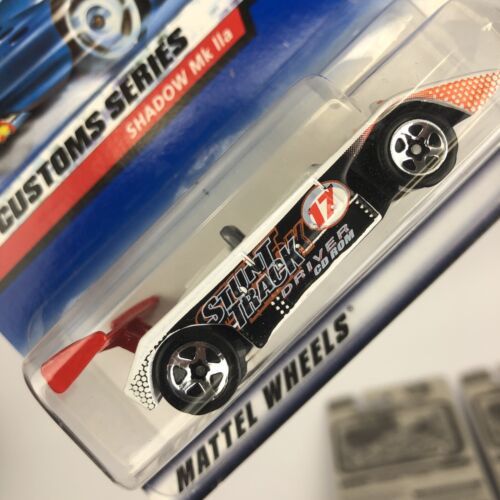 CUSTOMS SERIES
SHADOW Mk IIa
STUNT
TRACK
DRIVER
CD ROM
17
MATTEL WHEELS